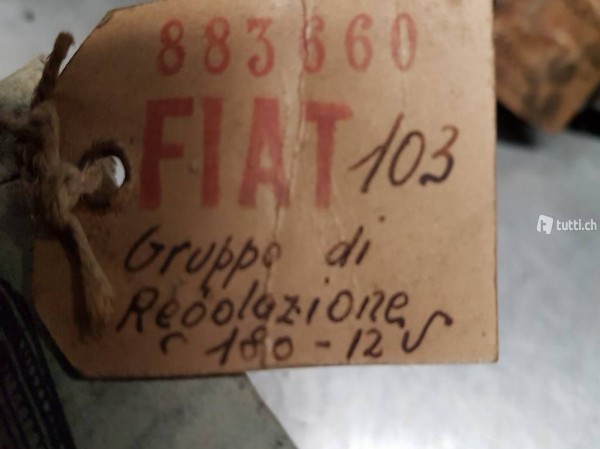 883660
FIAT 103
Gruppo di
Regolazione
180-12 V
tutti.ch